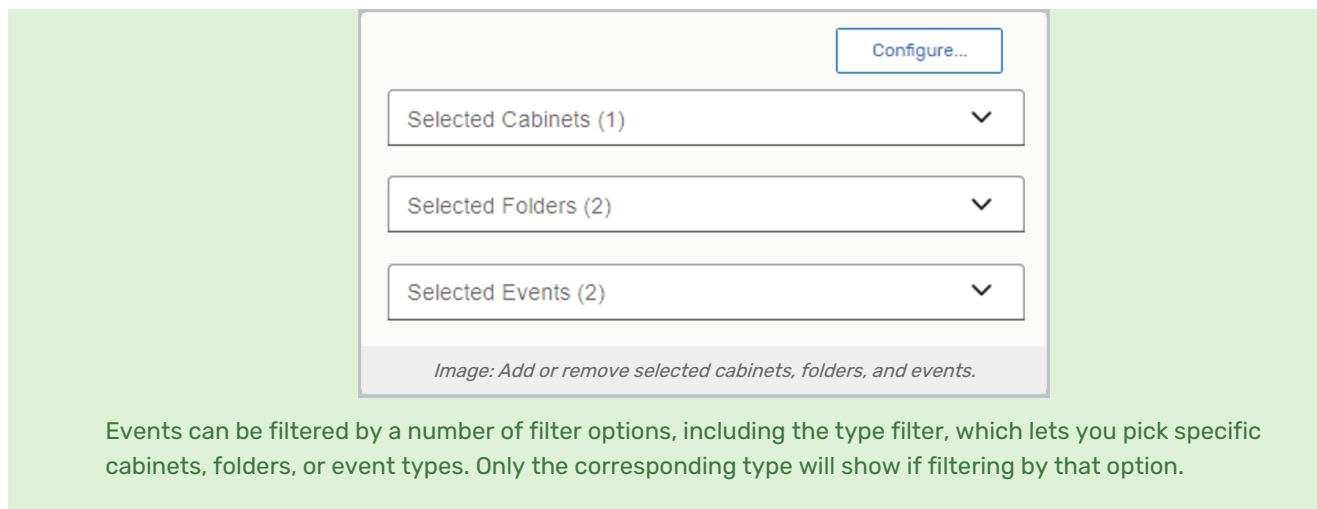 Configure...
Selected Cabinets (1)
Selected Folders (2)
Selected Events (2)
Image: Add or remove selected cabinets, folders, and events.
Events can be filtered by a number of filter options, including the type filter, which lets you pick specific
cabinets, folders, or event types. Only the corresponding type will show if filtering by that option.